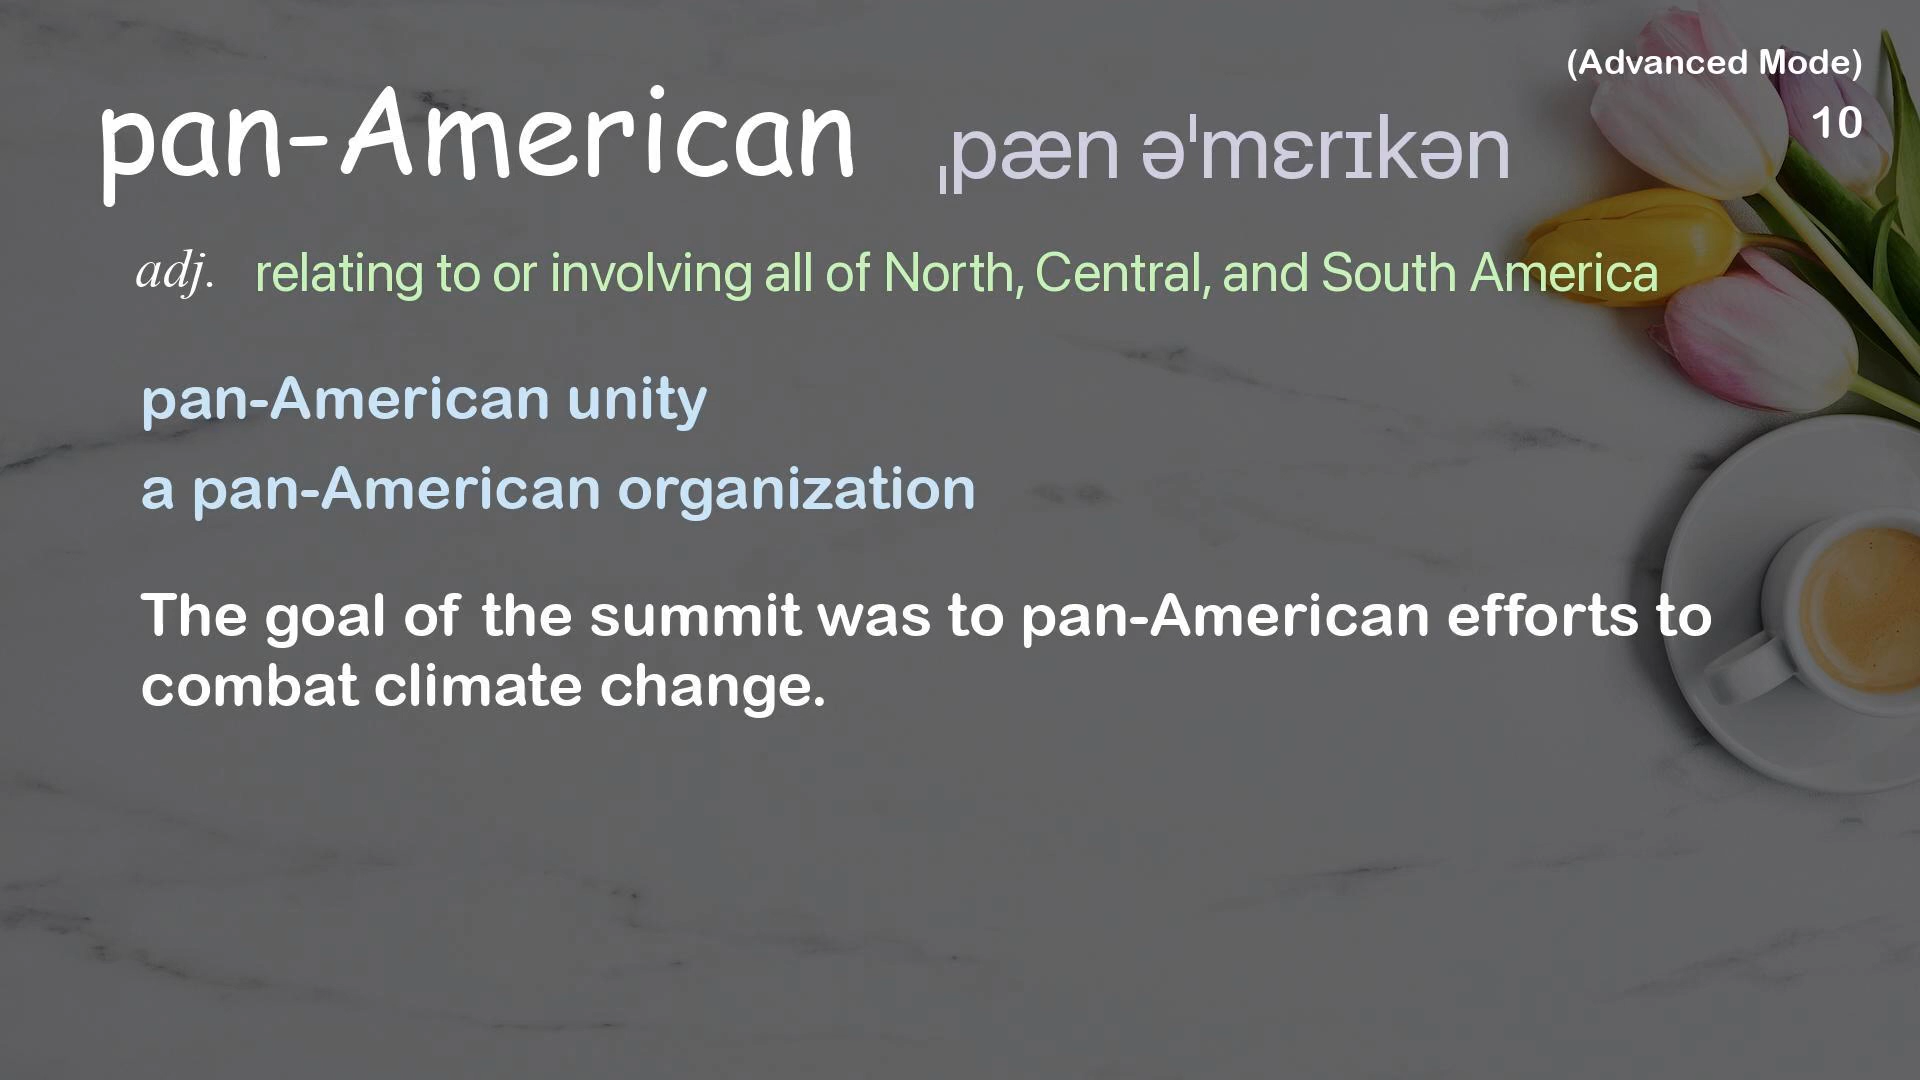 (Advanced Mode)
pan-American ˌpæn əˈmɛrɪkən
10
adj. relating to or involving all of North, Central, and South America
pan-American unity
a pan-American organization
The goal of the summit was to pan-American efforts to
combat climate change.